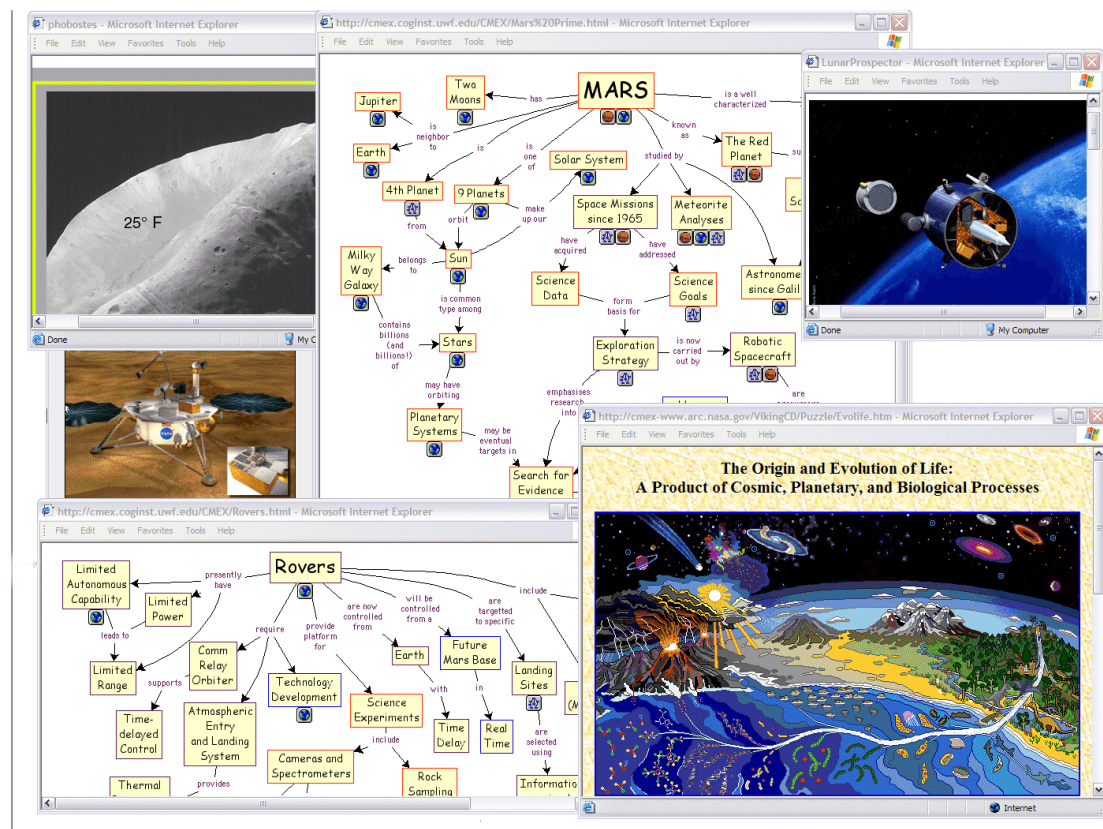 phobostes - Microsoft Internet Explorer
File Edit View Favorites Tools Help
25° F
Done
My C
http://cmex.coginst.uwf.edu/CMEX/Mars%20Prime.html - Microsoft Internet Explorer
File Edit View Favorites Tools Help
MARS
Two
Moons
has
Jupiter
is
neighbor
to
Earth
is
4th Planet
is one
of
9 Planets
Solar System
make
up our
orbit
from
Sun
belongs
to
Milky
Way
Galaxy
is common
type among
contains
billions
(and
billions!)
of
Stars
may have
orbiting
Planetary
Systems
may be
eventual
targets in
Search for
Evidence
is a well
characterized
known
as
The Red
Planet
su
studied by
Space Missions
since 1965
Meteorite
Analyses
So
have
acquired
have
addressed
Science
Data
Science
Goals
Astronome
since Galil
form
basis for
Exploration
Strategy
is now
carried
out by
Robotic
Spacecraft
are
emphasises
research
into
LunarProspector - Microsoft Internet Explorer
File Edit View Favorites Tools Help
Done
My Computer
NASA
http://cmex.coginst.uwf.edu/CMEX/Rovers.html - Microsoft Internet Explorer
File Edit View Favorites Tools Help
Rovers
Limited
Autonomous
Capability
presently
have
Limited
Power
leads to
Limited
Range
require
Comm
Relay
Orbiter
supports
Time-
delayed
Control
Technology
Development
Atmospheric
Entry
and Landing
System
provides
Thermal
provide
platform
for
Science
Experiments
include
Cameras and
Spectrometers
Rock
Sampling
are now
controlled
from
Earth
with
Time
Delay
will be
controlled
from a
Future
Mars Base
in
Real
Time
are
targetted
to specific
Landing
Sites
are
selected
using
Information
include
(M
http://cmex-www.arc.nasa.gov/VikingCD/Puzzle/Evolife.htm - Microsoft Internet Explorer
File Edit View Favorites Tools Help
The Origin and Evolution of Life:
A Product of Cosmic, Planetary, and Biological Processes
Internet